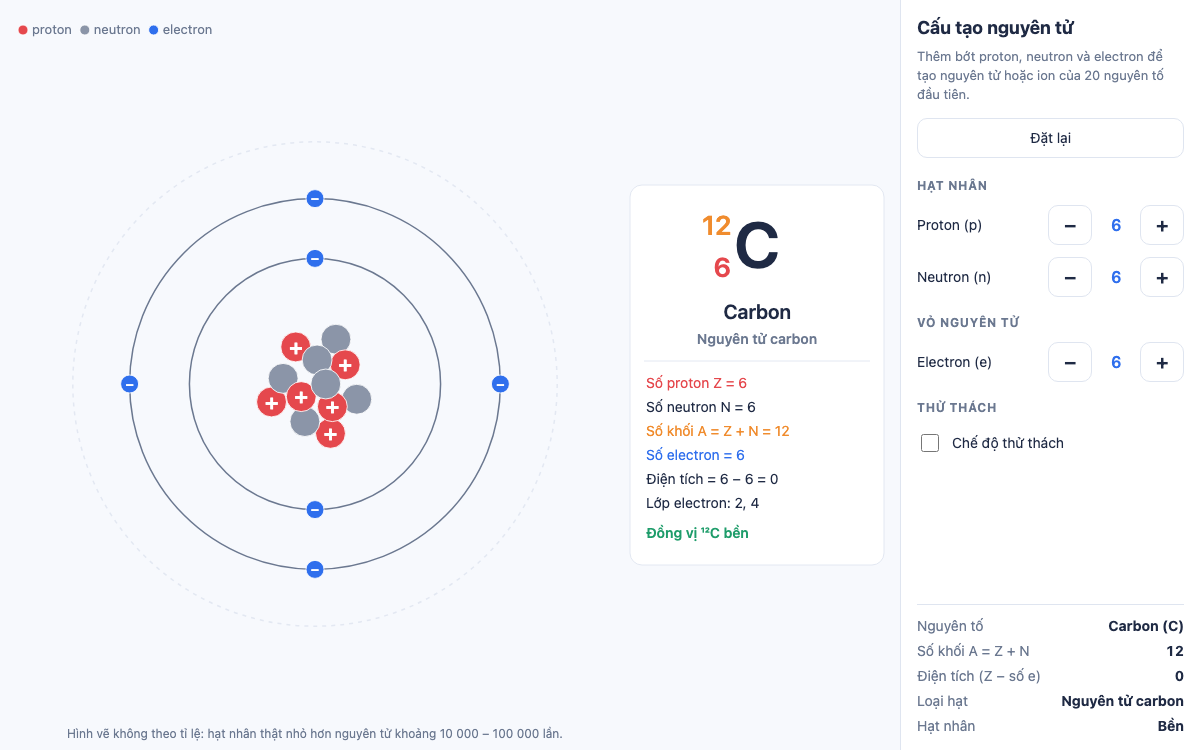 proton neutron electron
12
6
C
Carbon
Nguyên tử carbon
Số proton Z = 6
Số neutron N = 6
Số khối A = Z + N = 12
Số electron = 6
Điện tích = 6 − 6 = 0
Lớp electron: 2, 4
Đồng vị ¹²C bền
Hình vẽ không theo tỉ lệ: hạt nhân thật nhỏ hơn nguyên tử khoảng 10 000 – 100 000 lần.
Cấu tạo nguyên tử
Thêm bớt proton, neutron và electron để
tạo nguyên tử hoặc ion của 20 nguyên tố
đầu tiên.
Đặt lại
HẠT NHÂN
Proton (p) − 6 +
Neutron (n) − 6 +
VỎ NGUYÊN TỬ
Electron (e) − 6 +
THỬ THÁCH
Chế độ thử thách
Nguyên tố Carbon (C)
Số khối A = Z + N 12
Điện tích (Z − số e) 0
Loại hạt Nguyên tử carbon
Hạt nhân Bền